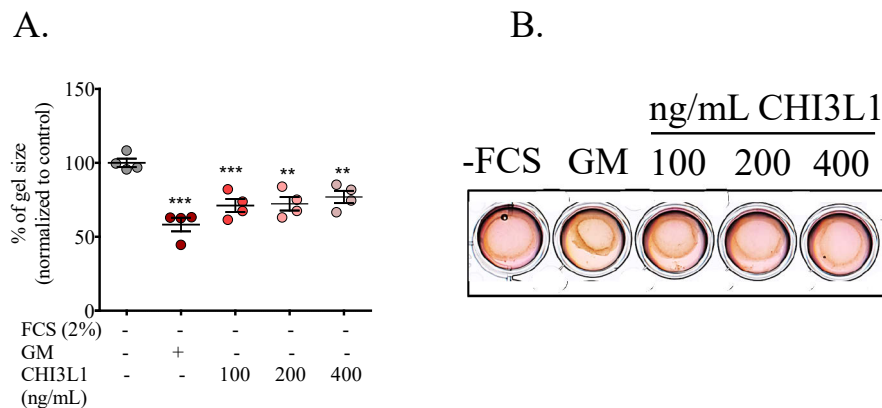 A.
% of gel size
(normalized to control)
150
100
50
0
***
***
**
**
FCS (2%) - - - - -
GM - + - - -
CHI3L1 - - 100 200 400
(ng/mL)
B.
ng/mL CHI3L1
-FCS GM 100 200 400